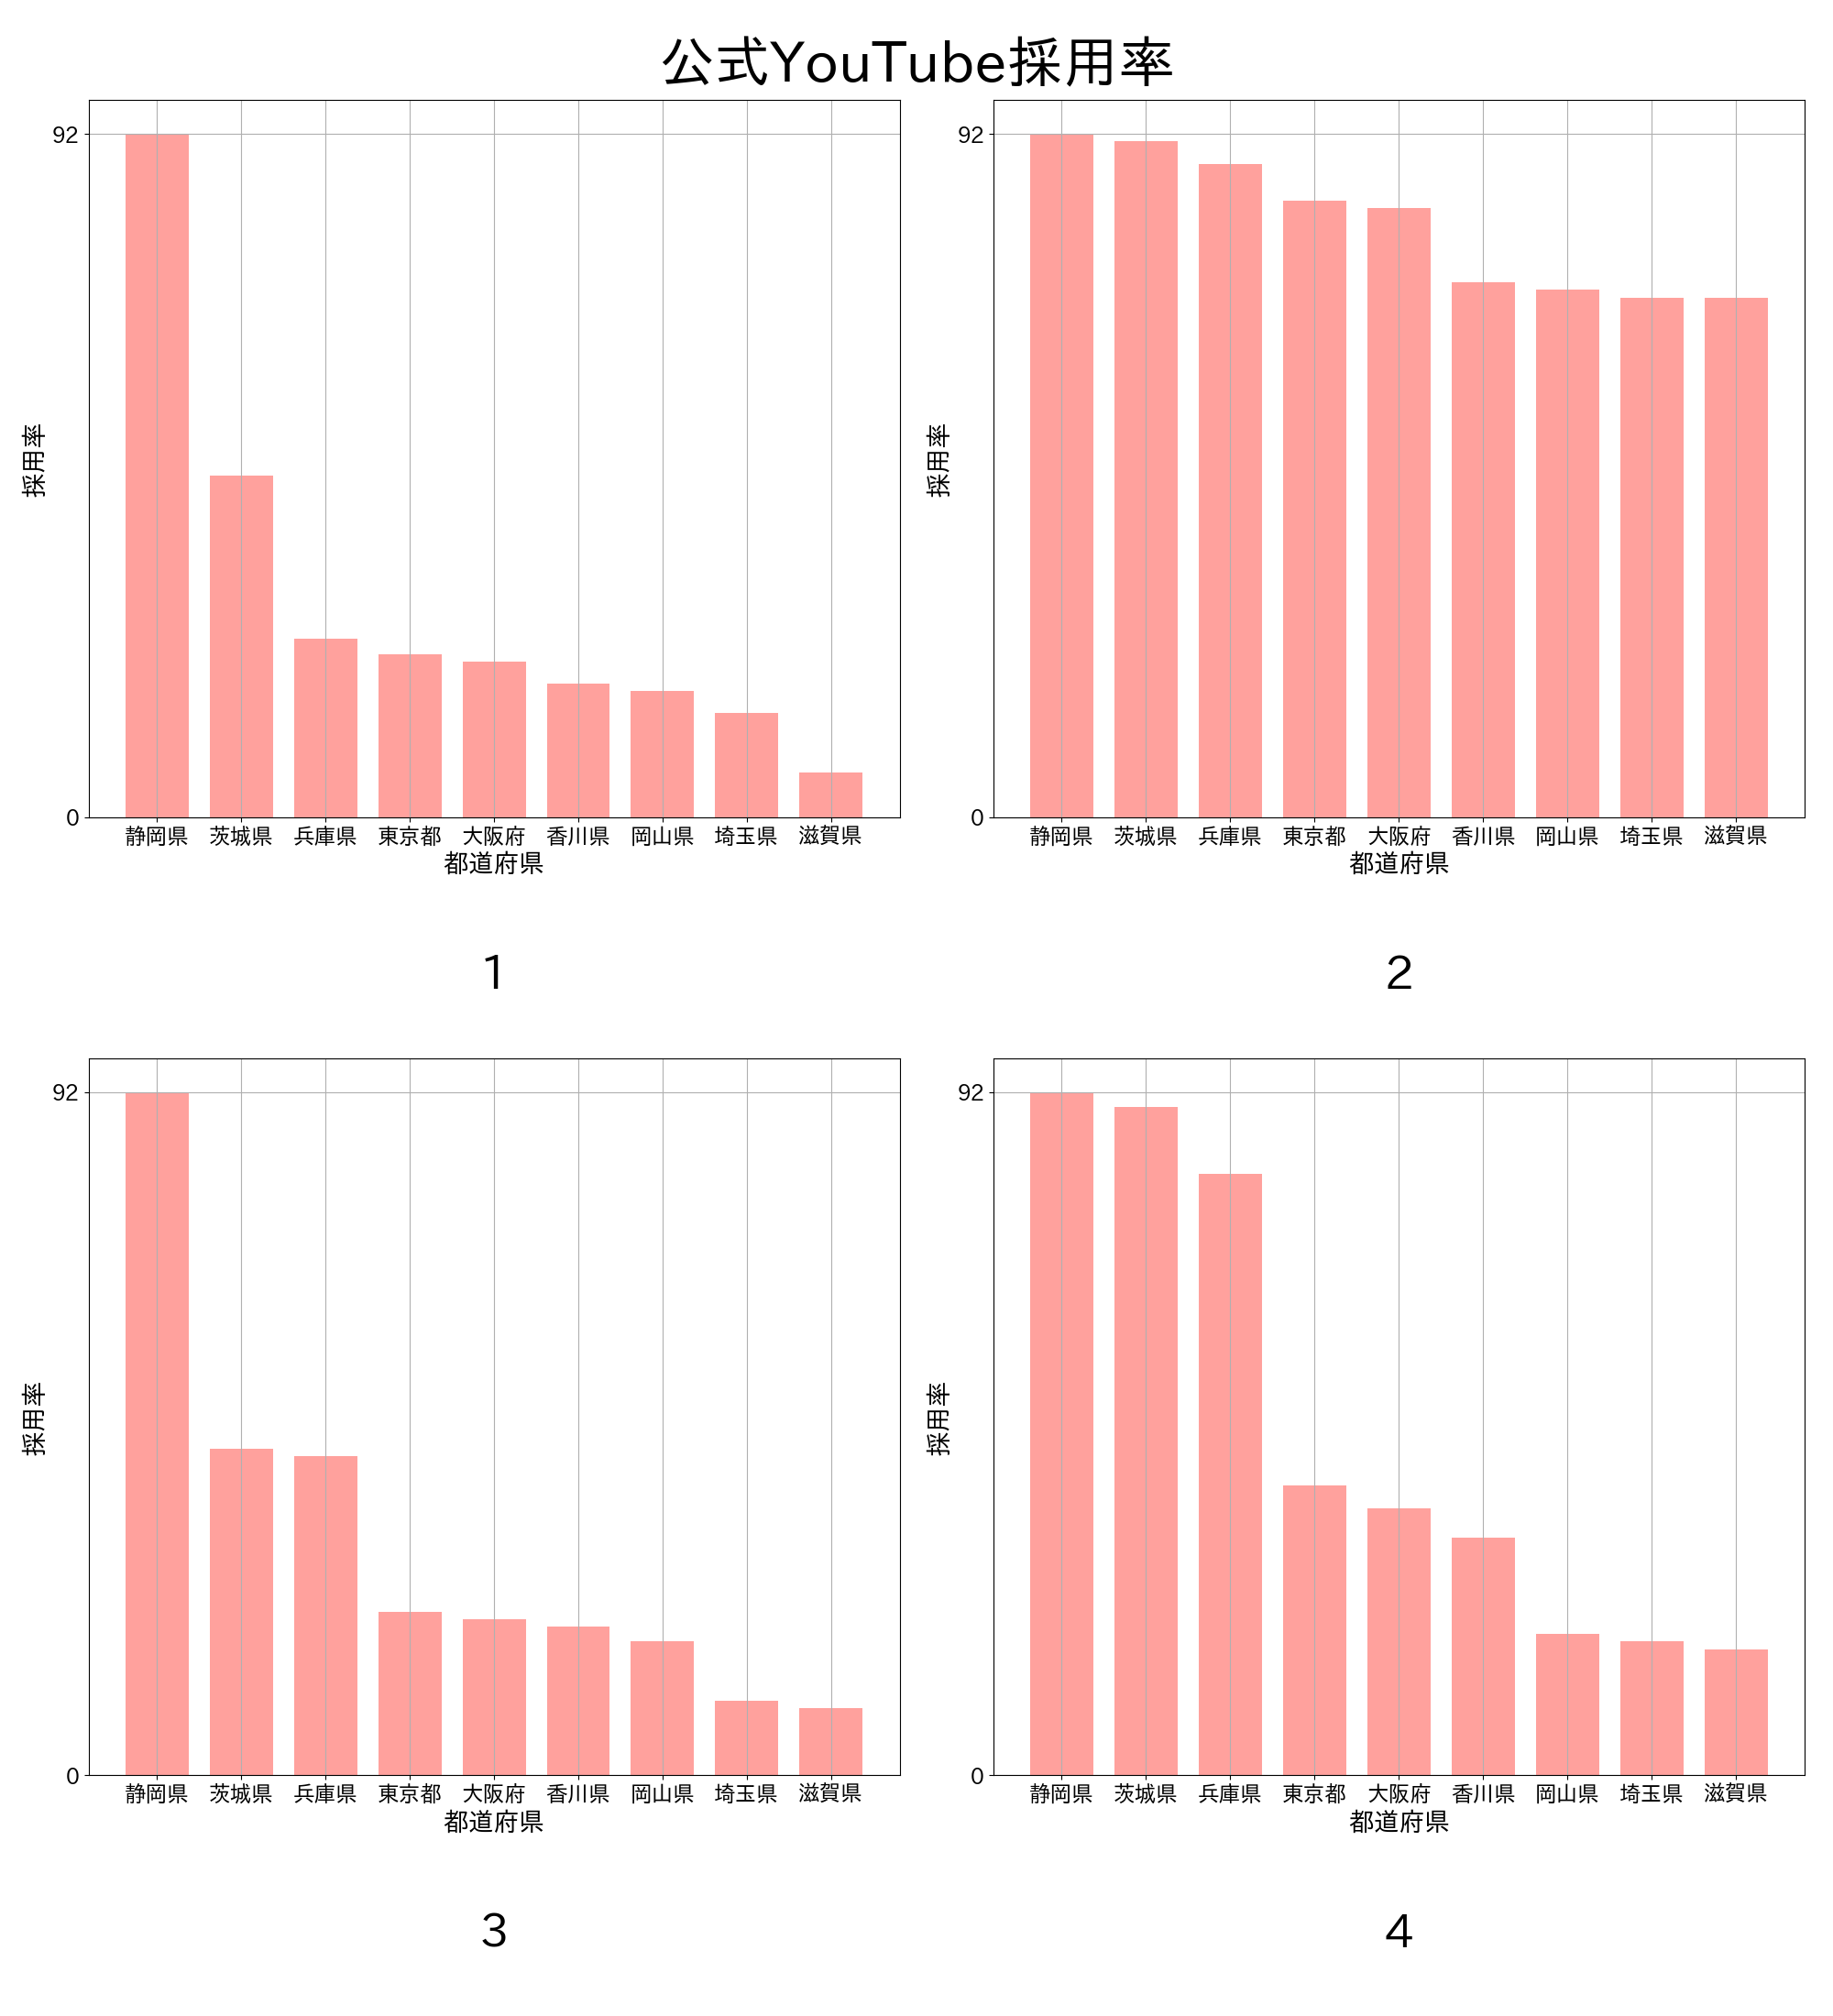 公式YouTube採用率
92
0
採用率
静岡県 茨城県 兵庫県 東京都 大阪府 香川県 岡山県 埼玉県 滋賀県
都道府県
1
92
0
採用率
静岡県 茨城県 兵庫県 東京都 大阪府 香川県 岡山県 埼玉県 滋賀県
都道府県
2
92
0
採用率
静岡県 茨城県 兵庫県 東京都 大阪府 香川県 岡山県 埼玉県 滋賀県
都道府県
3
92
0
採用率
静岡県 茨城県 兵庫県 東京都 大阪府 香川県 岡山県 埼玉県 滋賀県
都道府県
4